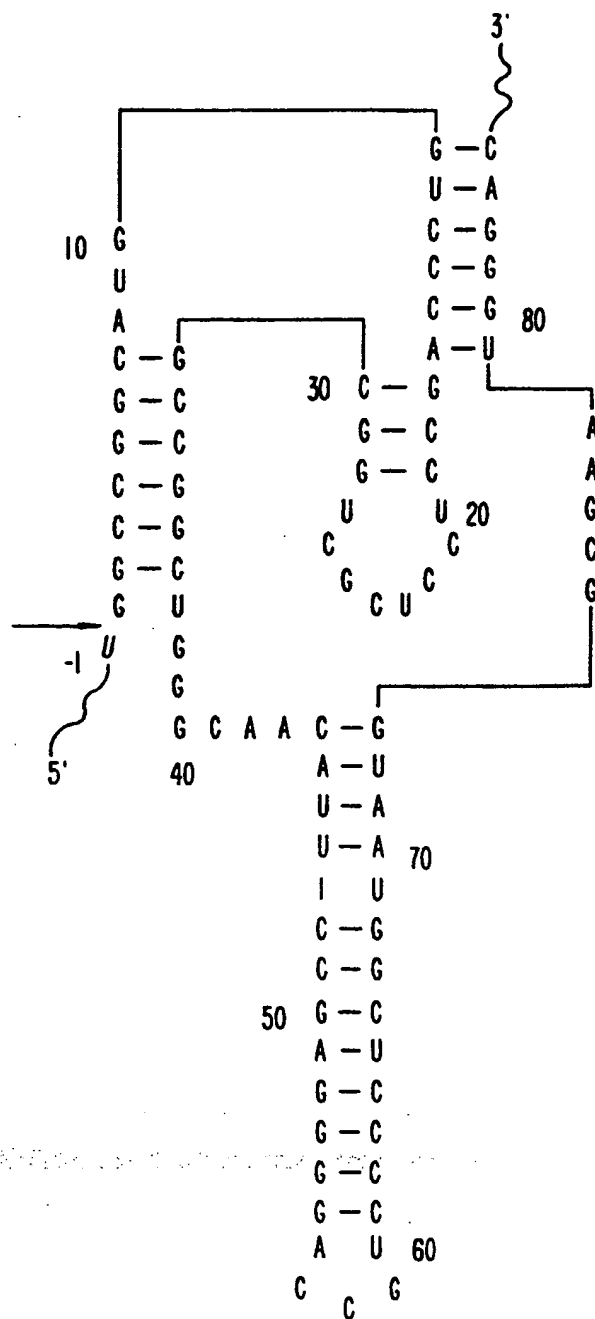 3'
G – C
U – A
10 G C – G
U C – G
A C – G 80
C – G A – U
G – C 30 C – G
G – C G – C A
C – G G – C A
C – G U U 20 G
G – C C C C
G U G C U C G
-1 U G
G
G C A A C – G
5' 40 A – U
U – A
U – A 70
I U
C – G
C – G
50 G – C
A – U
G – C
G – C
G – C
G – C
A U 60
C C G